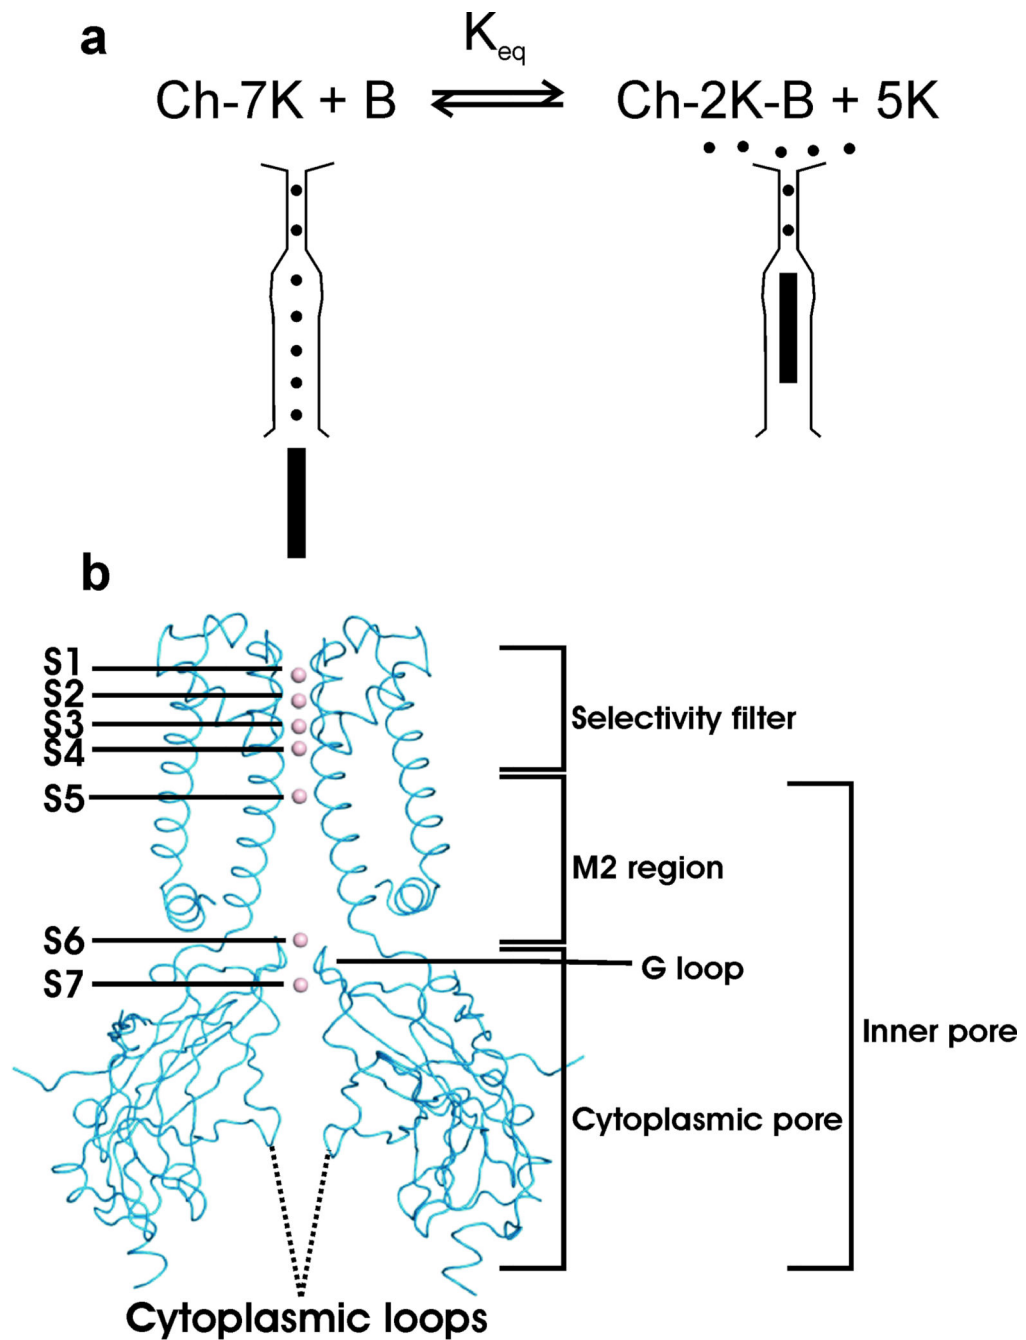 a
K_eq
Ch-7K + B ⇌ Ch-2K-B + 5K
b
S1
S2
S3
S4
S5
S6
S7
Selectivity filter
M2 region
G loop
Inner pore
Cytoplasmic pore
Cytoplasmic loops